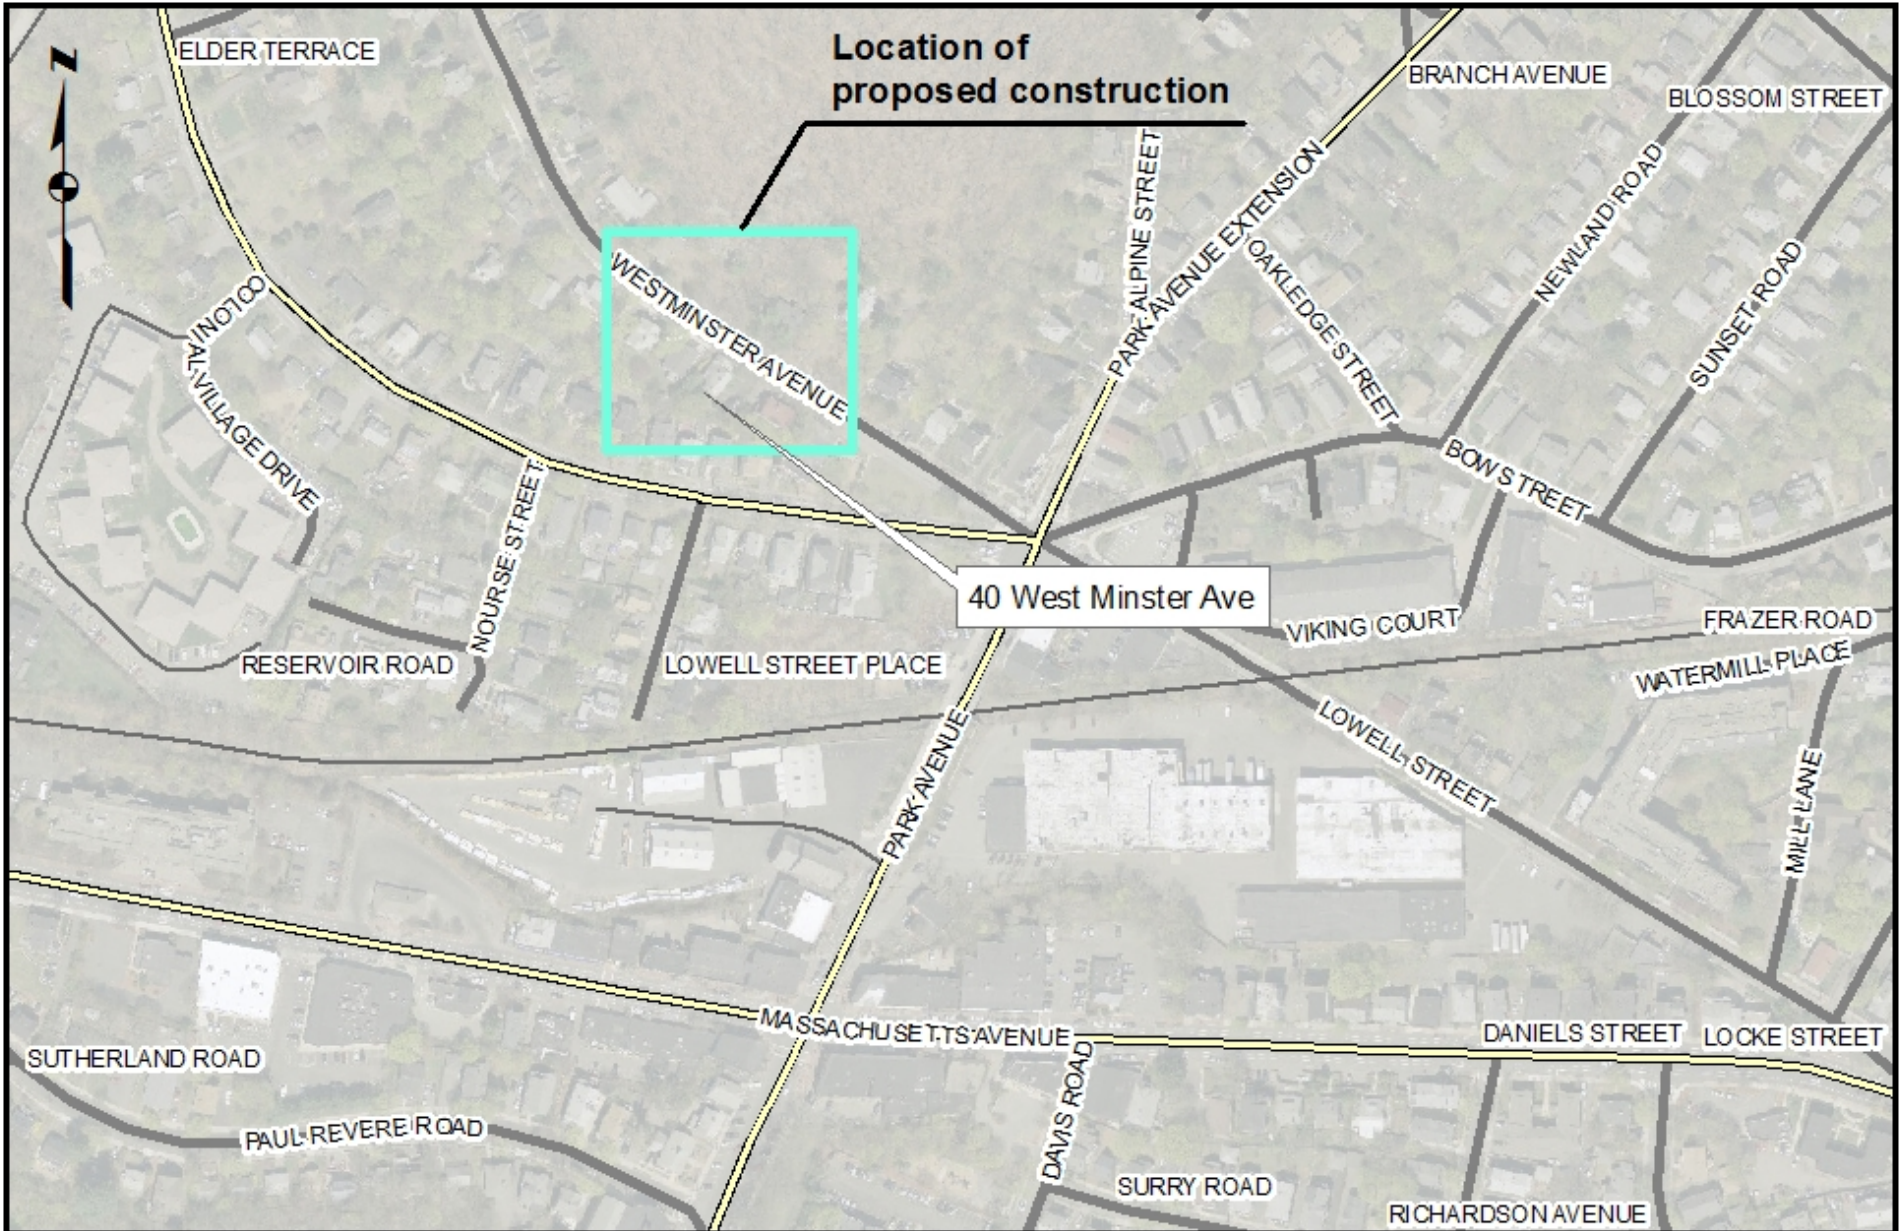 Location of
proposed construction
ELDER TERRACE
BRANCH AVENUE
BLOSSOM STREET
N
ALPINE STREET
PARK AVENUE EXTENSION
NEWLAND ROAD
OAKLEDGE STREET
SUNSET ROAD
WESTMINSTER AVENUE
COLONIAL VILLAGE DRIVE
BOW STREET
NOURSE STREET
40 West Minster Ave
VIKING COURT
FRAZER ROAD
WATERMILL PLACE
RESERVOIR ROAD
LOWELL STREET PLACE
LOWELL STREET
PARK AVENUE
MILL LANE
MASSACHUSETTS AVENUE
DANIELS STREET
LOCKE STREET
SUTHERLAND ROAD
DAVIS ROAD
PAUL REVERE ROAD
SURRY ROAD
RICHARDSON AVENUE